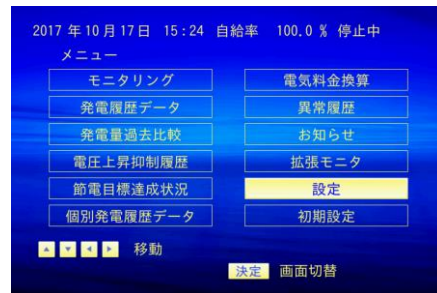 2017 年10月17日 15:24 自給率 100.0 % 停止中
メニュー
モニタリング 電気料金換算
発電履歴データ 異常履歴
発電量過去比較 お知らせ
電圧上昇抑制履歴 拡張モニタ
節電目標達成状況 設定
個別発電履歴データ 初期設定
▲ ▼ ◀ ▶ 移動
決定 画面切替